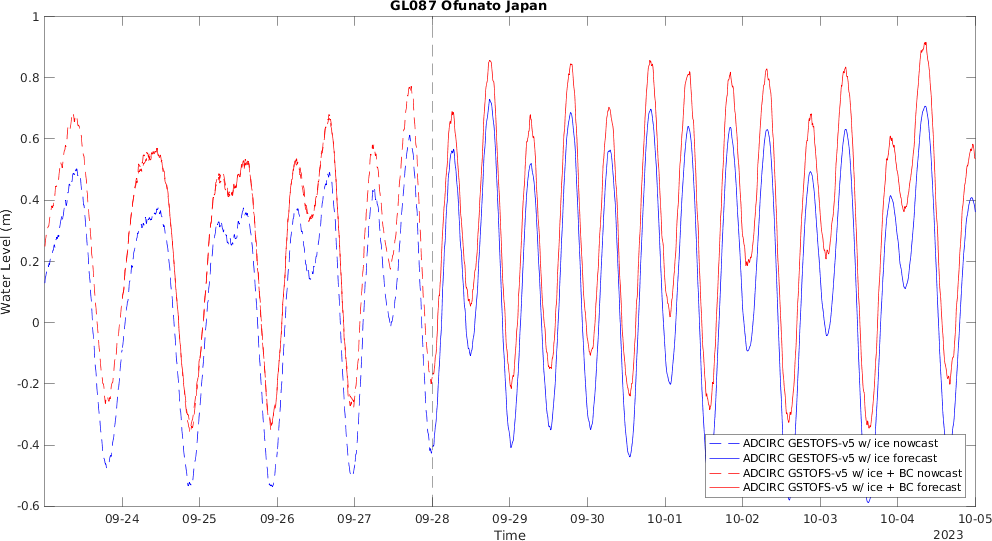 GL087 Ofunato Japan
1
0.8
0.6
0.4
0.2
0
-0.2
-0.4
-0.6
Water Level (m)
ADCIRC GESTOFS-v5 w/ ice nowcast
ADCIRC GESTOFS-v5 w/ ice forecast
ADCIRC GSTOFS-v5 w/ ice + BC nowcast
ADCIRC GSTOFS-v5 w/ ice + BC forecast
09-24 09-25 09-26 09-27 09-28 09-29 09-30 10-01 10-02 10-03 10-04 10-05
Time
2023